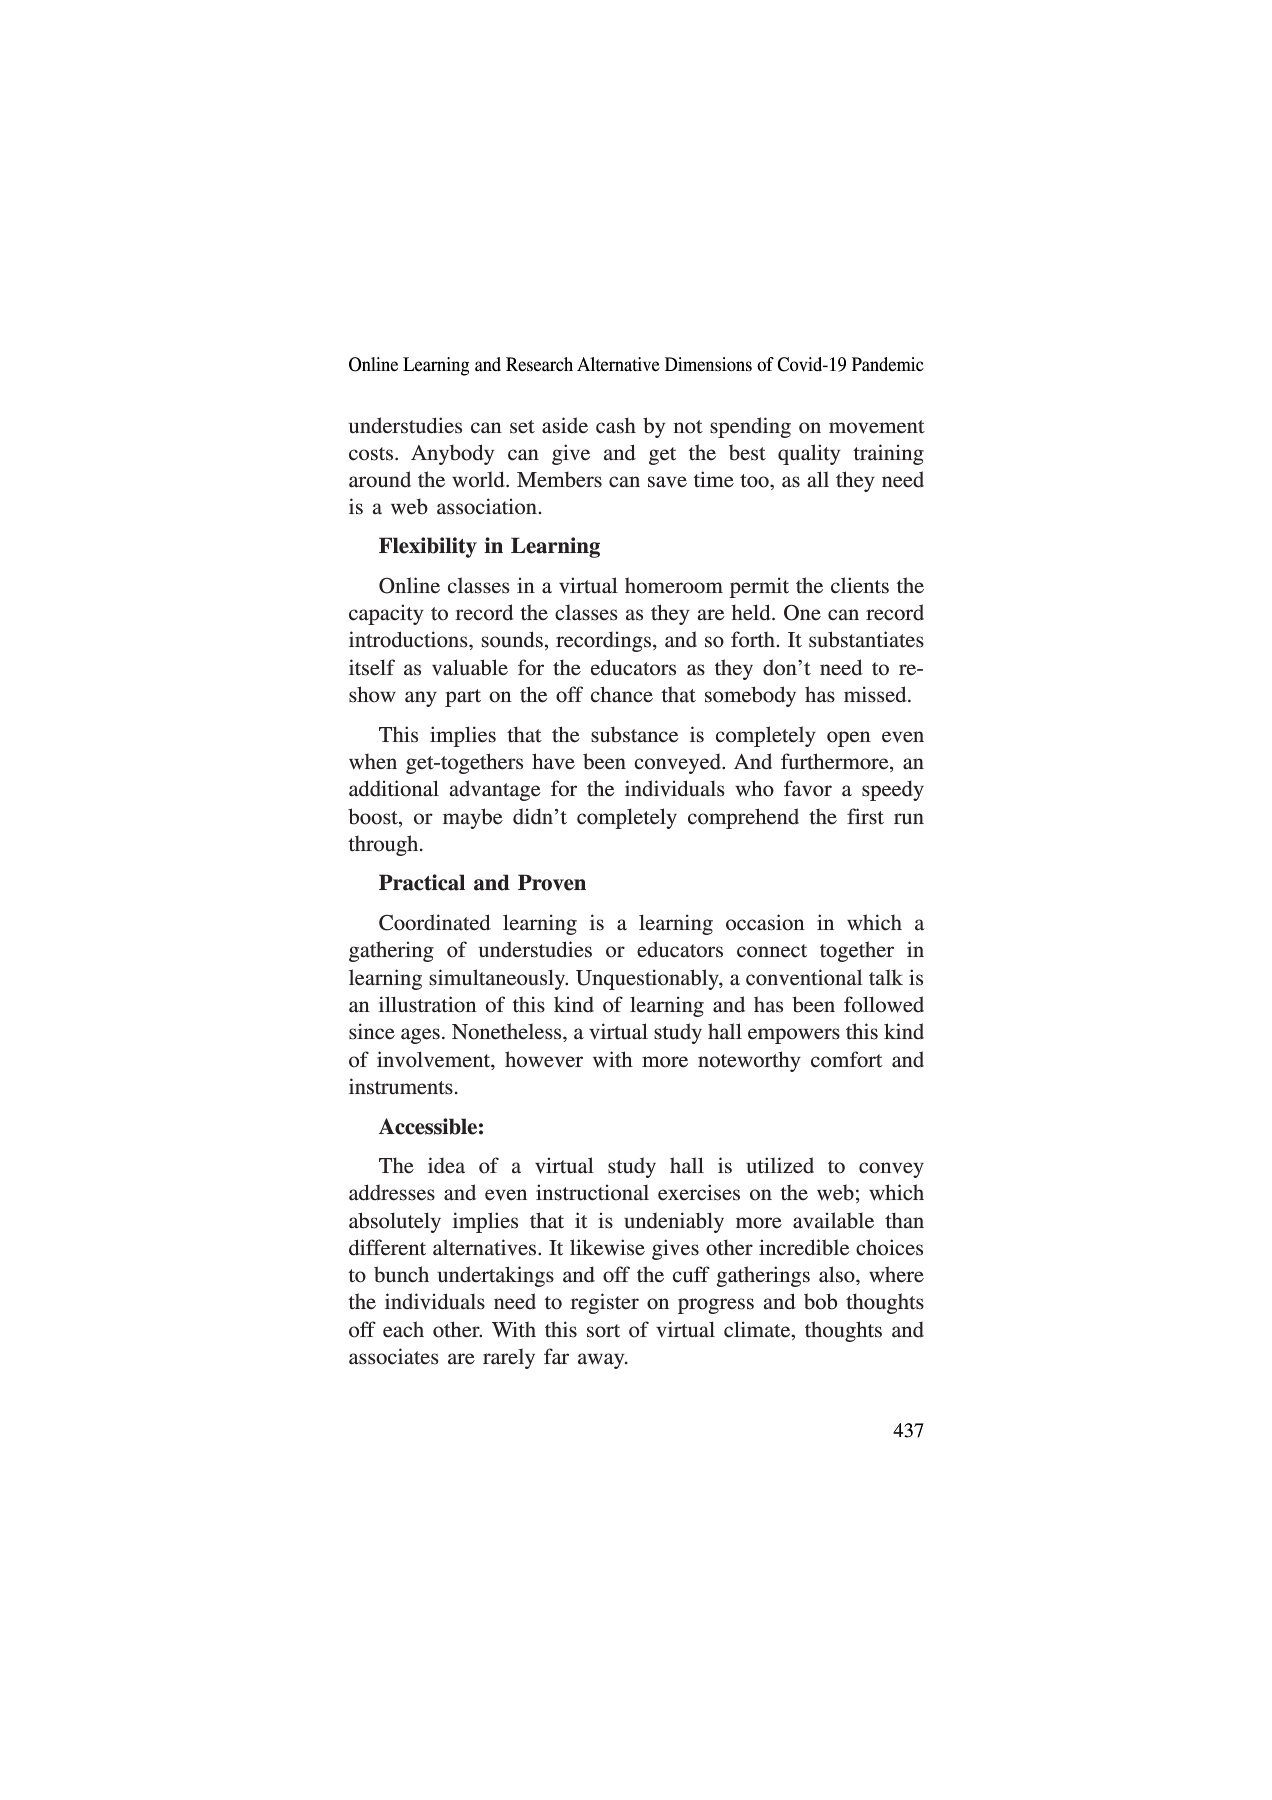 Online Learning and Research Alternative Dimensions of Covid-19 Pandemic
understudies can set aside cash by not spending on movement
costs. Anybody can give and get the best quality training
around the world. Members can save time too, as all they need
is a web association.
Flexibility in Learning
Online classes in a virtual homeroom permit the clients the
capacity to record the classes as they are held. One can record
introductions, sounds, recordings, and so forth. It substantiates
itself as valuable for the educators as they don’t need to re-
show any part on the off chance that somebody has missed.
This implies that the substance is completely open even
when get-togethers have been conveyed. And furthermore, an
additional advantage for the individuals who favor a speedy
boost, or maybe didn’t completely comprehend the first run
through.
Practical and Proven
Coordinated learning is a learning occasion in which a
gathering of understudies or educators connect together in
learning simultaneously. Unquestionably, a conventional talk is
an illustration of this kind of learning and has been followed
since ages. Nonetheless, a virtual study hall empowers this kind
of involvement, however with more noteworthy comfort and
instruments.
Accessible:
The idea of a virtual study hall is utilized to convey
addresses and even instructional exercises on the web; which
absolutely implies that it is undeniably more available than
different alternatives. It likewise gives other incredible choices
to bunch undertakings and off the cuff gatherings also, where
the individuals need to register on progress and bob thoughts
off each other. With this sort of virtual climate, thoughts and
associates are rarely far away.
437